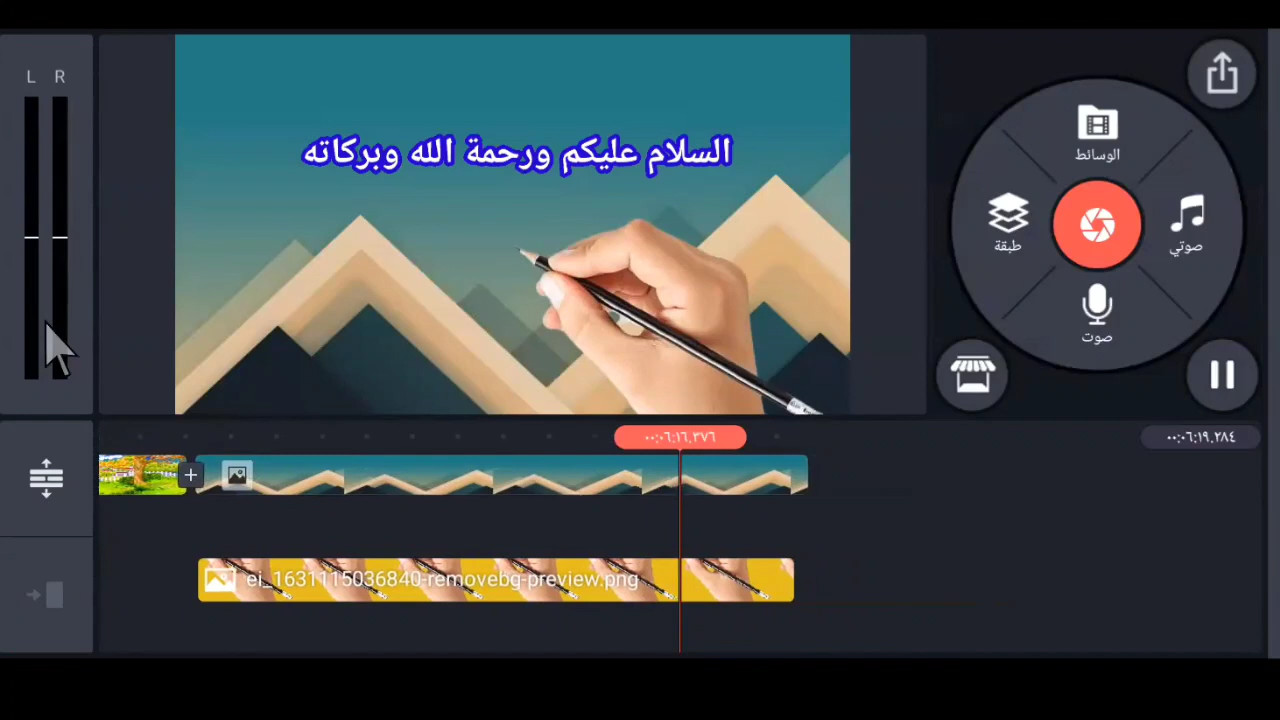 L R
السلام عليكم ورحمة الله وبركاته
الوسائط
طبقة
صوتي
صوت
٠٠:٠٦:١٦.٣٧٦
٠٠:٠٦:١٩.٢٨٤
ei_1631115036840-removebg-preview.png